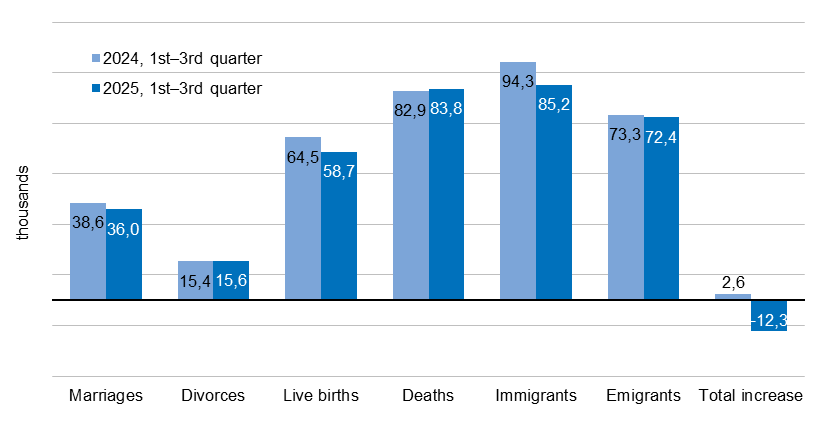 2024, 1st–3rd quarter
2025, 1st–3rd quarter
thousands
38,6
36,0
15,4
15,6
64,5
58,7
82,9
83,8
94,3
85,2
73,3
72,4
2,6
-12,3
Marriages
Divorces
Live births
Deaths
Immigrants
Emigrants
Total increase